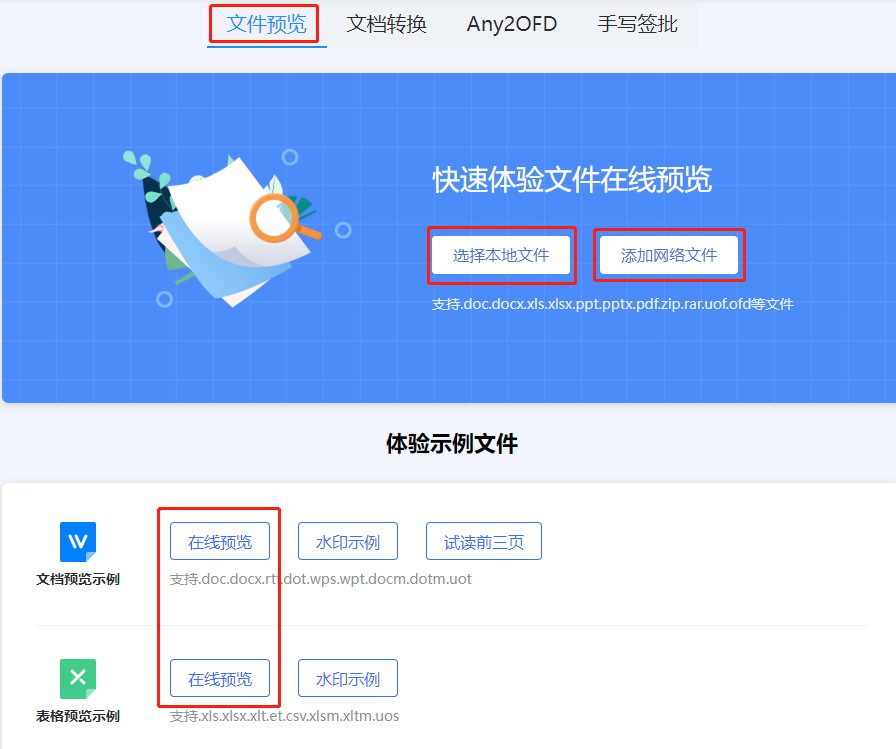 文件预览 文档转换 Any2OFD 手写签批
快速体验文件在线预览
选择本地文件 添加网络文件
支持.doc.docx.xls.xlsx.ppt.pptx.pdf.zip.rar.uof.ofd等文件
体验示例文件
W
在线预览 水印示例 试读前三页
文档预览示例 支持.doc.docx.rtf.dot.wps.wpt.docm.dotm.uot
X
在线预览 水印示例
表格预览示例 支持.xls.xlsx.xlt.et.csv.xlsm.xltm.uos